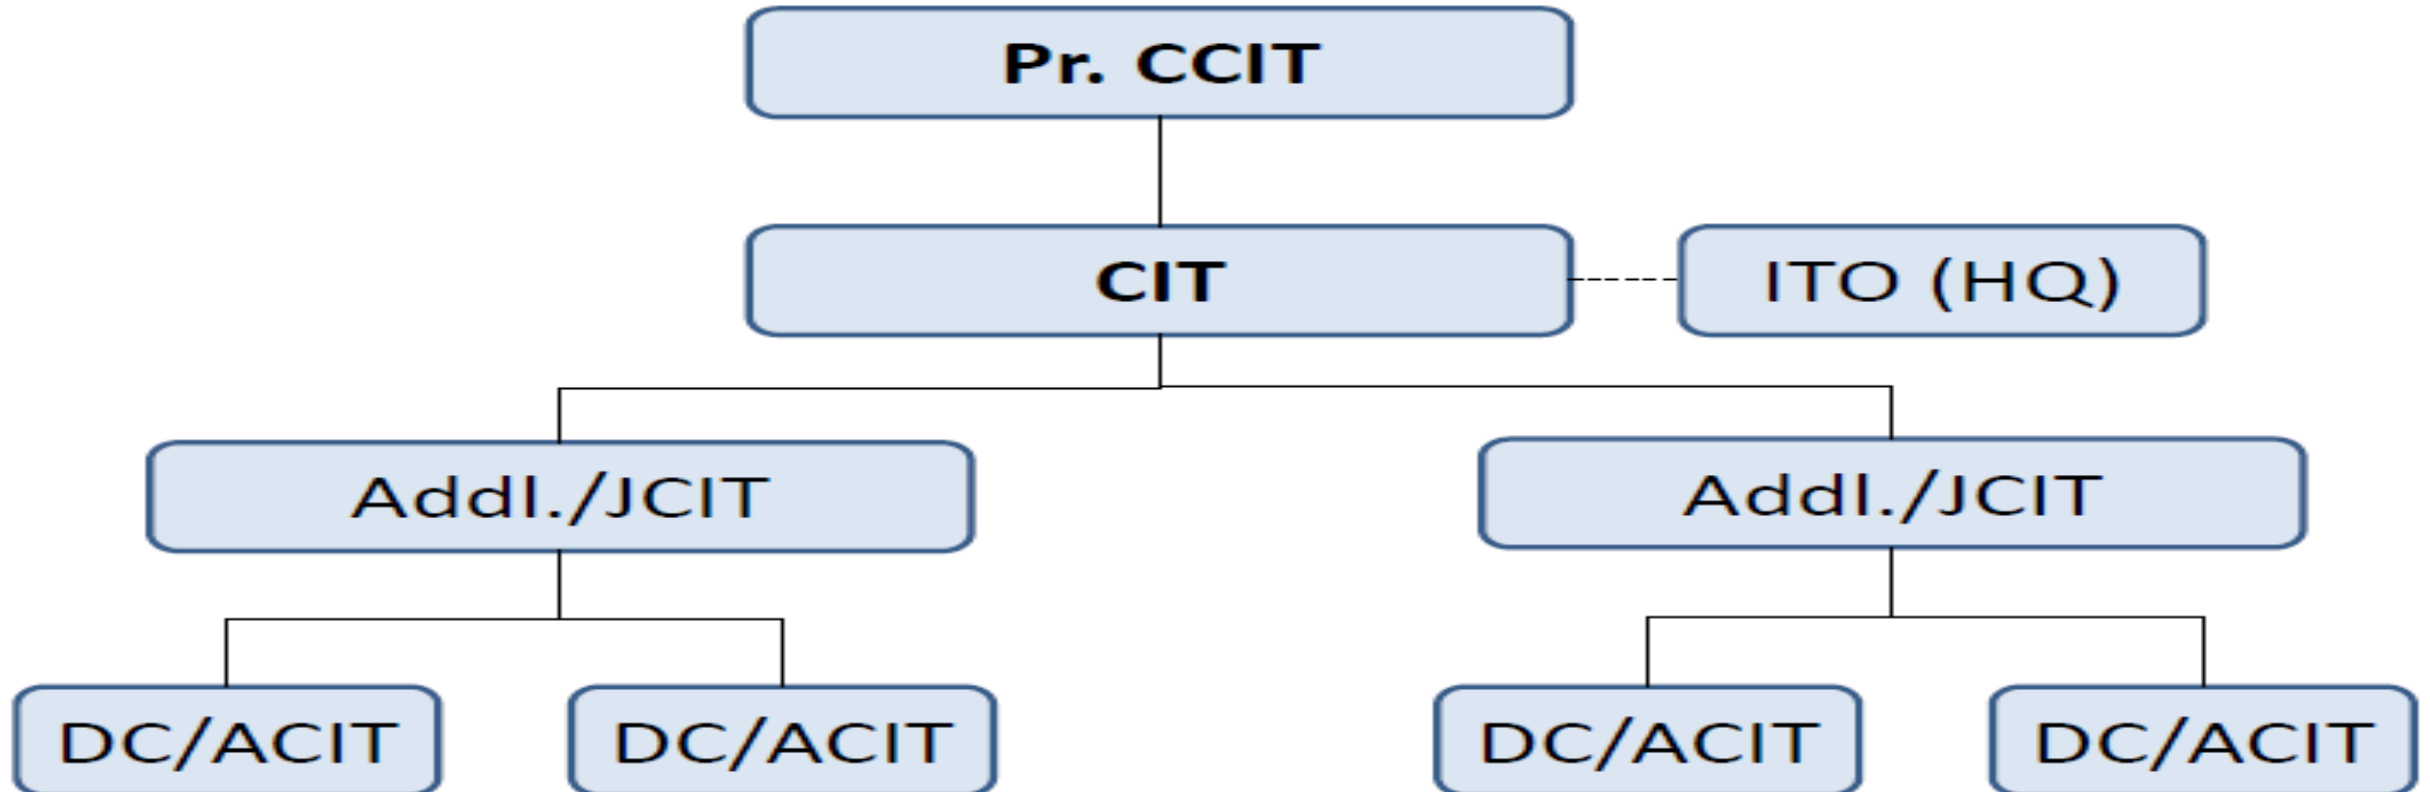 Pr. CCIT
CIT
ITO (HQ)
Addl./JCIT
Addl./JCIT
DC/ACIT
DC/ACIT
DC/ACIT
DC/ACIT